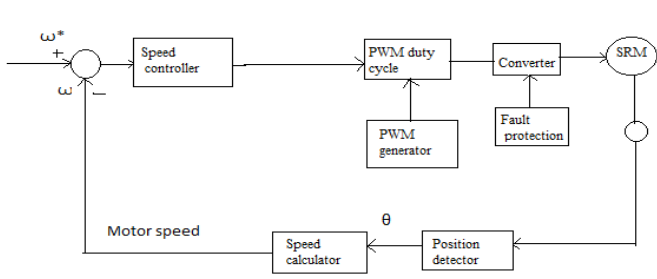 ω*
+
Speed
controller
PWM duty
cycle
Converter
SRM
ω
PWM
generator
Fault
protection
Motor speed
θ
Speed
calculator
Position
detector